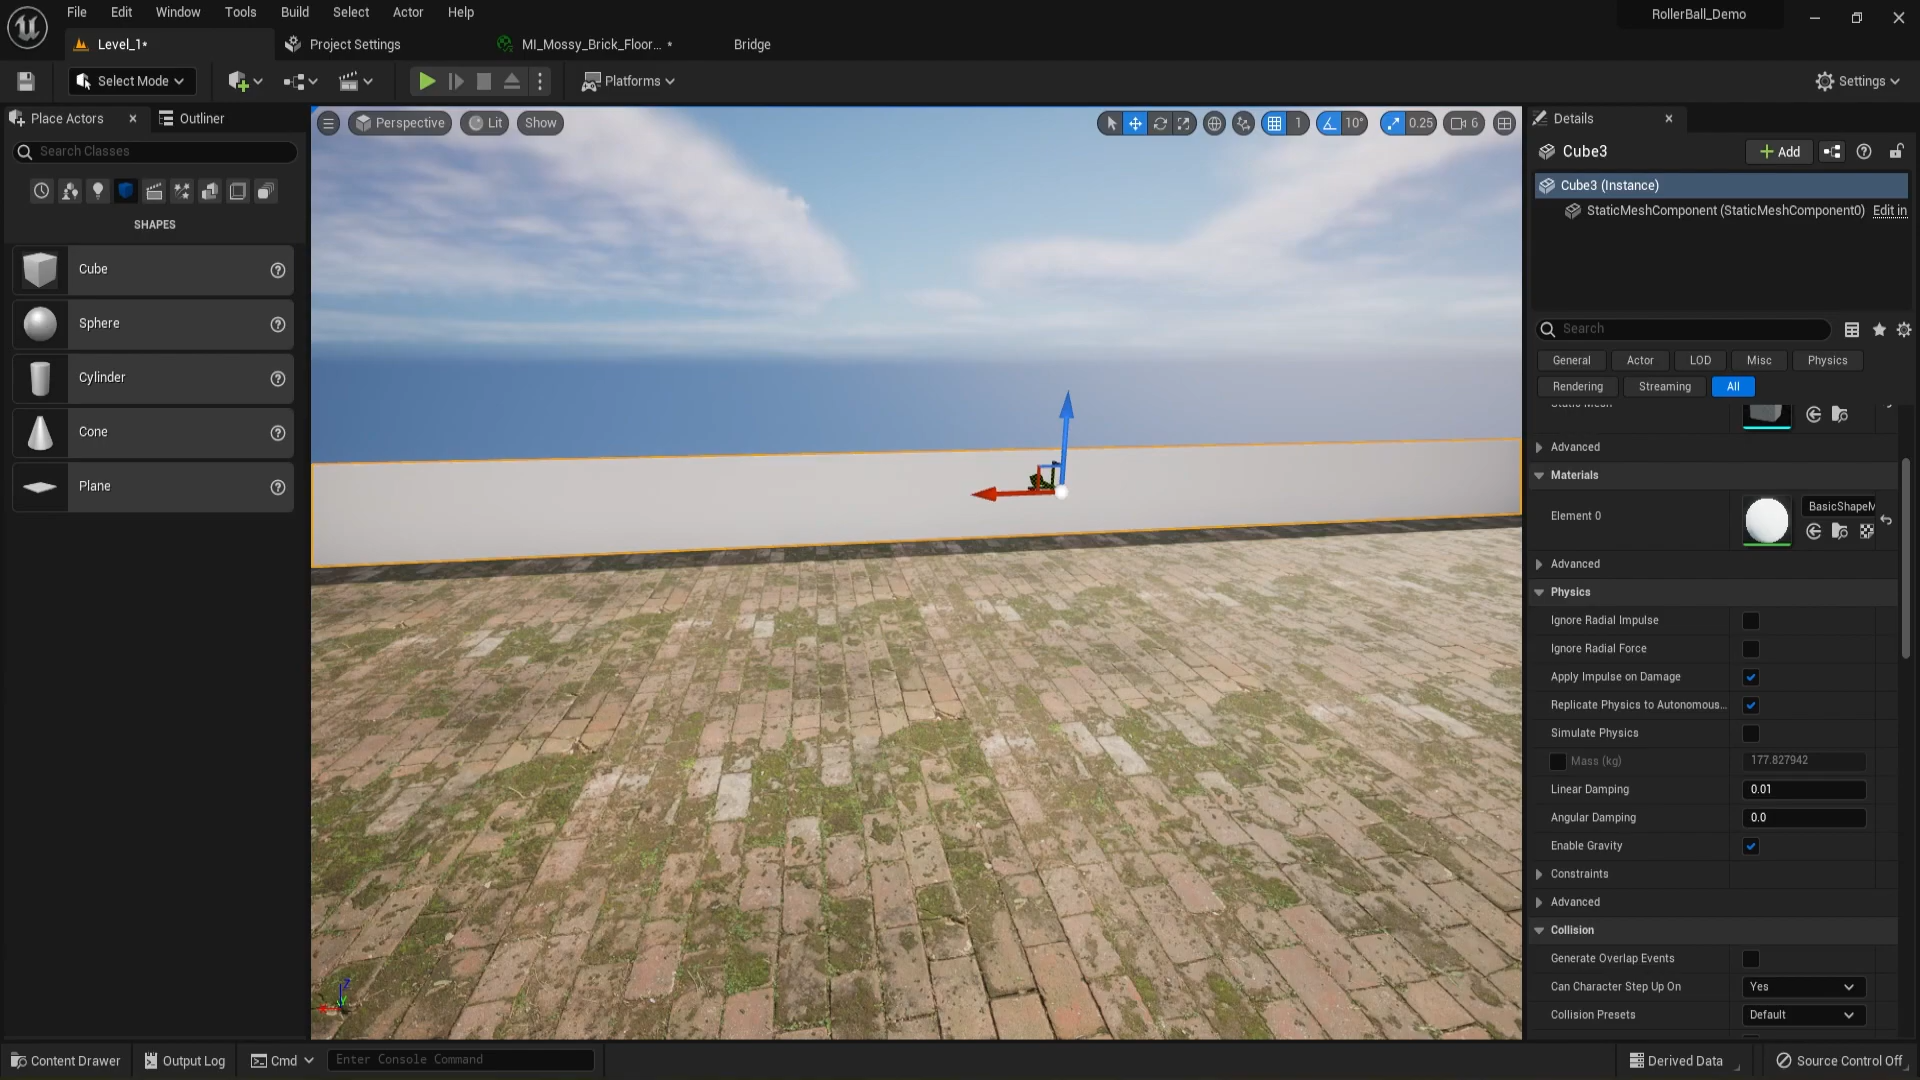 File Edit Window Tools Build Select Actor Help
RollerBall_Demo
Level_1*
Project Settings
MI_Mossy_Brick_Floor... *
Bridge
Select Mode
Platforms
Settings
Place Actors
Outliner
Search Classes
SHAPES
Cube
Sphere
Cylinder
Cone
Plane
Perspective
Lit
Show
1
10°
0.25
6
Details
Cube3
+ Add
Cube3 (Instance)
StaticMeshComponent (StaticMeshComponent0) Edit in
Search
General Actor LOD Misc Physics
Rendering Streaming All
Static Mesh
Advanced
Materials
Element 0
BasicShapeM
Advanced
Physics
Ignore Radial Impulse
Ignore Radial Force
Apply Impulse on Damage
Replicate Physics to Autonomous...
Simulate Physics
Mass (kg) 177.827942
Linear Damping 0.01
Angular Damping 0.0
Enable Gravity
Constraints
Advanced
Collision
Generate Overlap Events
Can Character Step Up On Yes
Collision Presets Default
Z
Content Drawer
Output Log
Cmd
Enter Console Command
Derived Data
Source Control Off